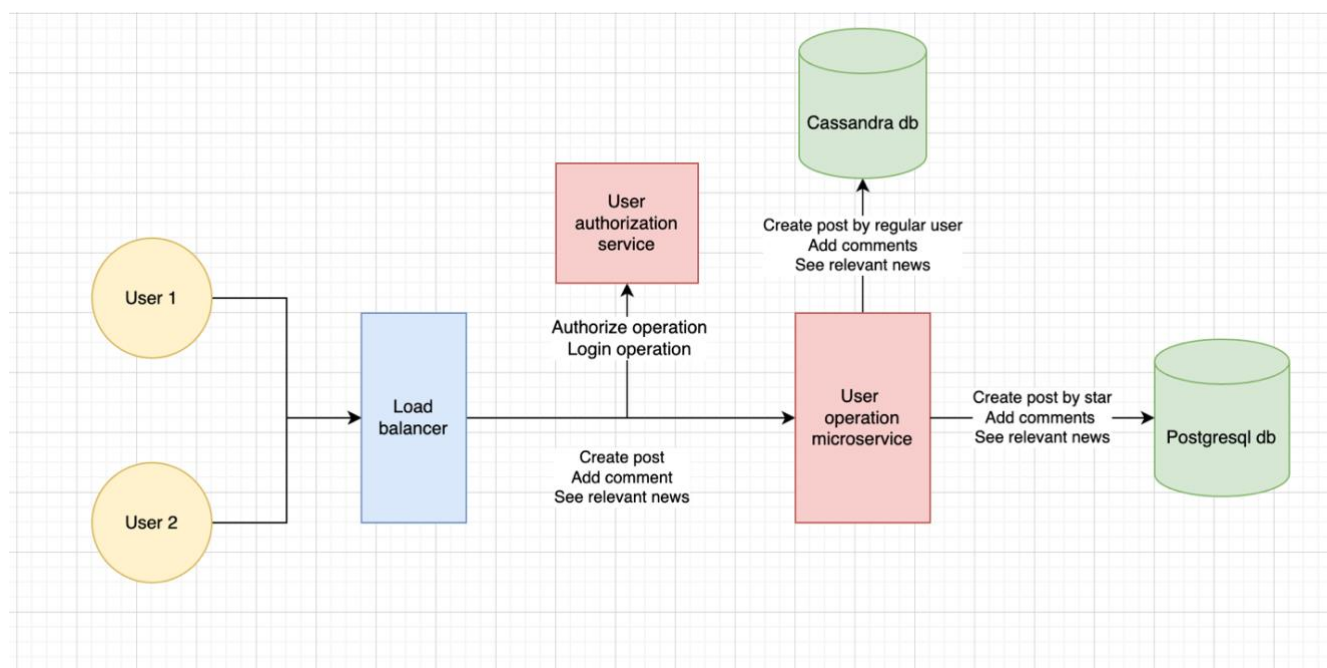 Cassandra db
User
authorization
service
Create post by regular user
Add comments
See relevant news
User 1
Authorize operation
Login operation
Load
balancer
User
operation
microservice
Create post by star
Add comments
See relevant news
Postgresql db
Create post
Add comment
See relevant news
User 2